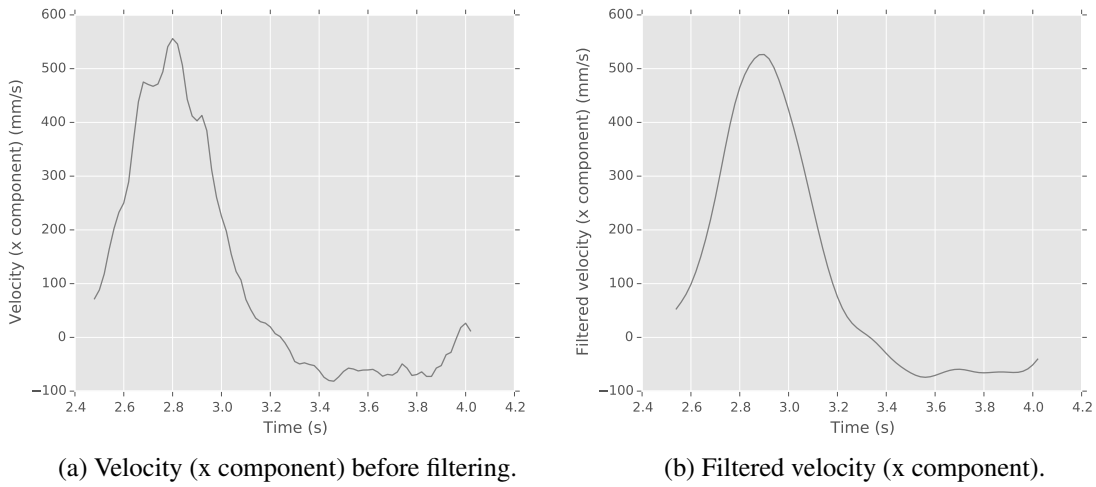 600
500
400
300
200
100
0
−100
2.4 2.6 2.8 3.0 3.2 3.4 3.6 3.8 4.0 4.2
Time (s)
Velocity (x component) (mm/s)
(a) Velocity (x component) before filtering.
600
500
400
300
200
100
0
−100
2.4 2.6 2.8 3.0 3.2 3.4 3.6 3.8 4.0 4.2
Time (s)
Filtered velocity (x component) (mm/s)
(b) Filtered velocity (x component).